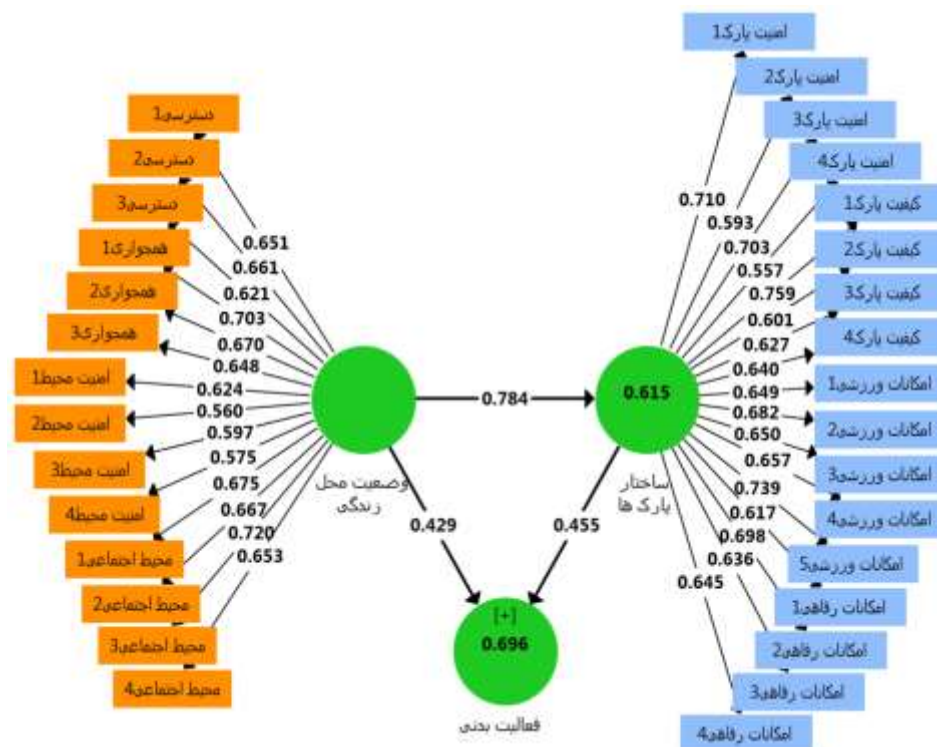 دسترسی1
دسترسی2
دسترسی3
همجواری1
همجواری2
همجواری3
امنیت محیط1
امنیت محیط2
امنیت محیط3
امنیت محیط4
محیط اجتماعی1
محیط اجتماعی2
محیط اجتماعی3
محیط اجتماعی4
0.651
0.661
0.621
0.703
0.670
0.648
0.624
0.560
0.597
0.575
0.675
0.667
0.720
0.653
وضعیت محل
زندگی
0.784
0.429
0.455
0.615
ساختار
پارک ها
[+]
0.696
فعالیت بدنی
0.710
0.593
0.703
0.557
0.759
0.601
0.627
0.640
0.649
0.682
0.650
0.657
0.739
0.617
0.698
0.636
0.645
امنیت پارک1
امنیت پارک2
امنیت پارک3
امنیت پارک4
کیفیت پارک1
کیفیت پارک2
کیفیت پارک3
کیفیت پارک4
امکانات ورزشی1
امکانات ورزشی2
امکانات ورزشی3
امکانات ورزشی4
امکانات ورزشی5
امکانات رفاهی1
امکانات رفاهی2
امکانات رفاهی3
امکانات رفاهی4